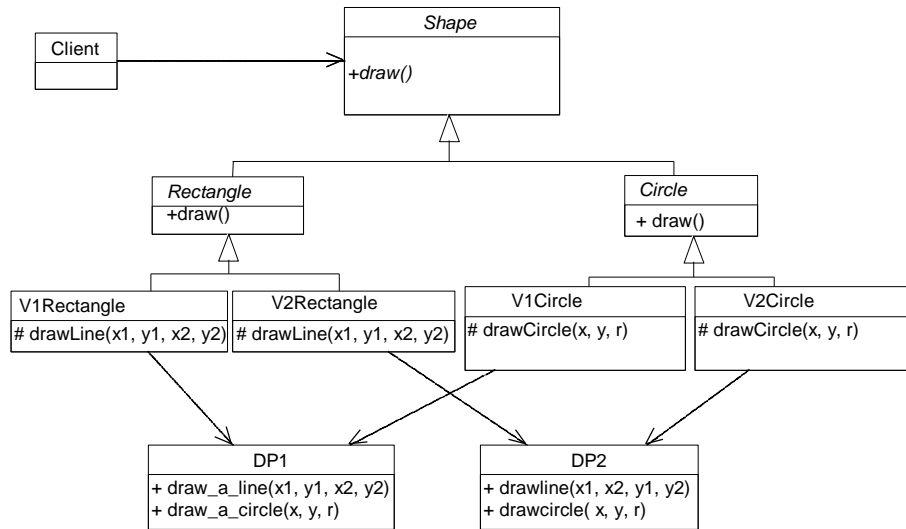 Shape
Client
+draw()
Rectangle
+draw()
Circle
+ draw()
V1Rectangle
# drawLine(x1, y1, x2, y2)
V2Rectangle
# drawLine(x1, y1, x2, y2)
V1Circle
# drawCircle(x, y, r)
V2Circle
# drawCircle(x, y, r)
DP1
+ draw_a_line(x1, y1, x2, y2)
+ draw_a_circle(x, y, r)
DP2
+ drawline(x1, x2, y1, y2)
+ drawcircle( x, y, r)